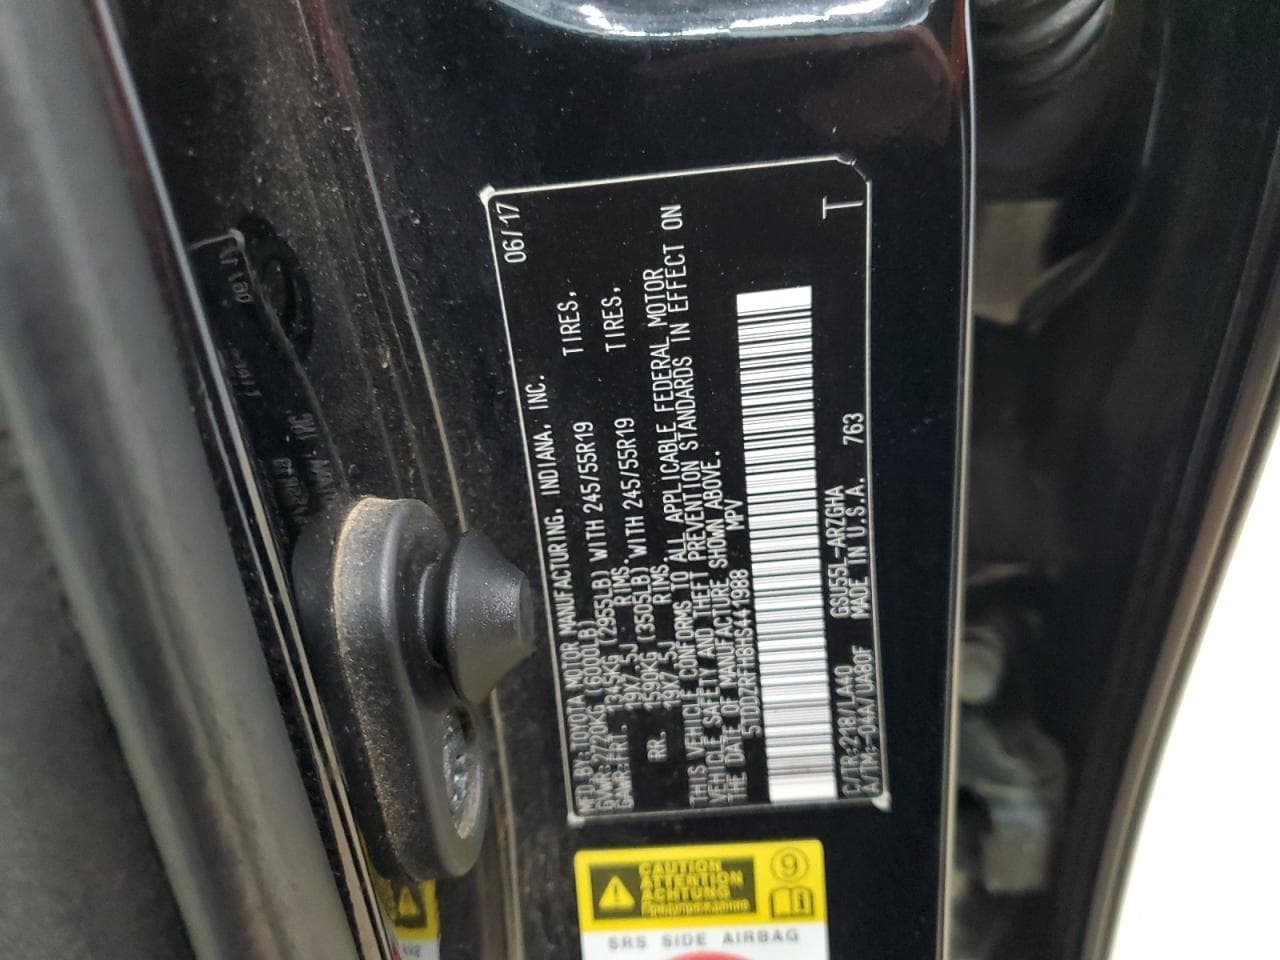 MFD.BY:TOYOTA MOTOR MANUFACTURING, INDIANA, INC. 06/17
GVWR:2720KG (6000LB)
GAWR:FRT. 1345KG (2955LB) WITH 245/55R19 TIRES,
19X7.5J RIMS.
RR. 1590KG (3505LB) WITH 245/55R19 TIRES,
19X7.5J RIMS.
THIS VEHICLE CONFORMS TO ALL APPLICABLE FEDERAL MOTOR
VEHICLE SAFETY AND THEFT PREVENTION STANDARDS IN EFFECT ON
THE DATE OF MANUFACTURE SHOWN ABOVE.
5TDDZRFH8HS441988 MPV
C/TR:218/LA40 GSU55L-ARZGHA 763
A/TM:-04A/UA80F MADE IN U.S.A.
T
CAUTION
ATTENTION
ACHTUNG
Предупреждение
9
SRS SIDE AIRBAG